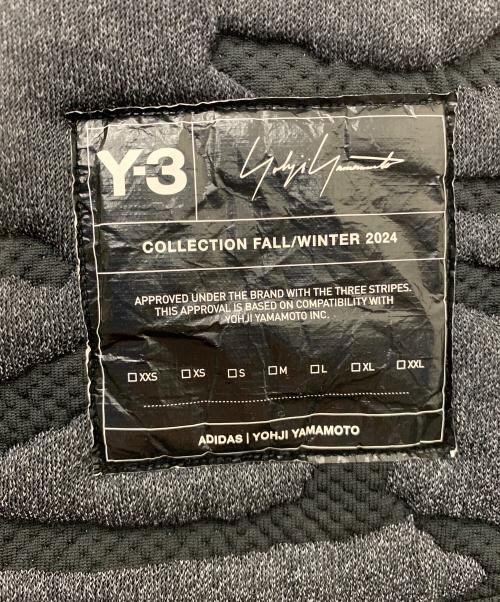 Y-3
Yohji Yamamoto
COLLECTION FALL/WINTER 2024
APPROVED UNDER THE BRAND WITH THE THREE STRIPES.
THIS APPROVAL IS BASED ON COMPATIBILITY WITH
YOHJI YAMAMOTO INC.
☐ XXS ☐ XS ☐ S ☐ M ☐ L ☐ XL ☐ XXL
ADIDAS | YOHJI YAMAMOTO